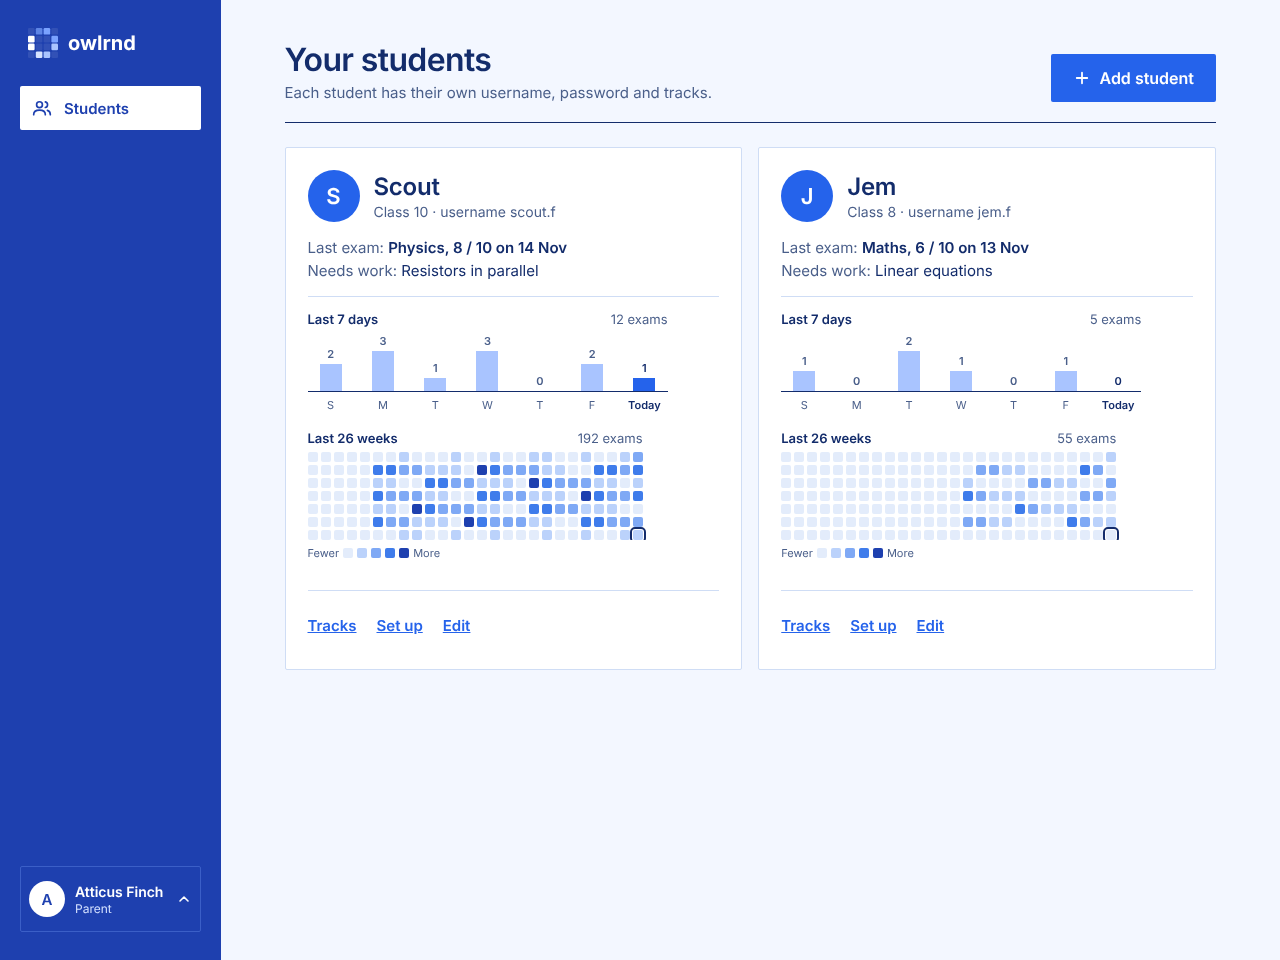 owlrnd
Students
Your students
Each student has their own username, password and tracks.
Add student
S
Scout
Class 10 · username scout.f
Last exam: Physics, 8 / 10 on 14 Nov
Needs work: Resistors in parallel
Last 7 days
12 exams
2 3 1 3 0 2 1
S M T W T F Today
Last 26 weeks
192 exams
Fewer More
Tracks Set up Edit
J
Jem
Class 8 · username jem.f
Last exam: Maths, 6 / 10 on 13 Nov
Needs work: Linear equations
Last 7 days
5 exams
1 0 2 1 0 1 0
S M T W T F Today
Last 26 weeks
55 exams
Fewer More
Tracks Set up Edit
A
Atticus Finch
Parent